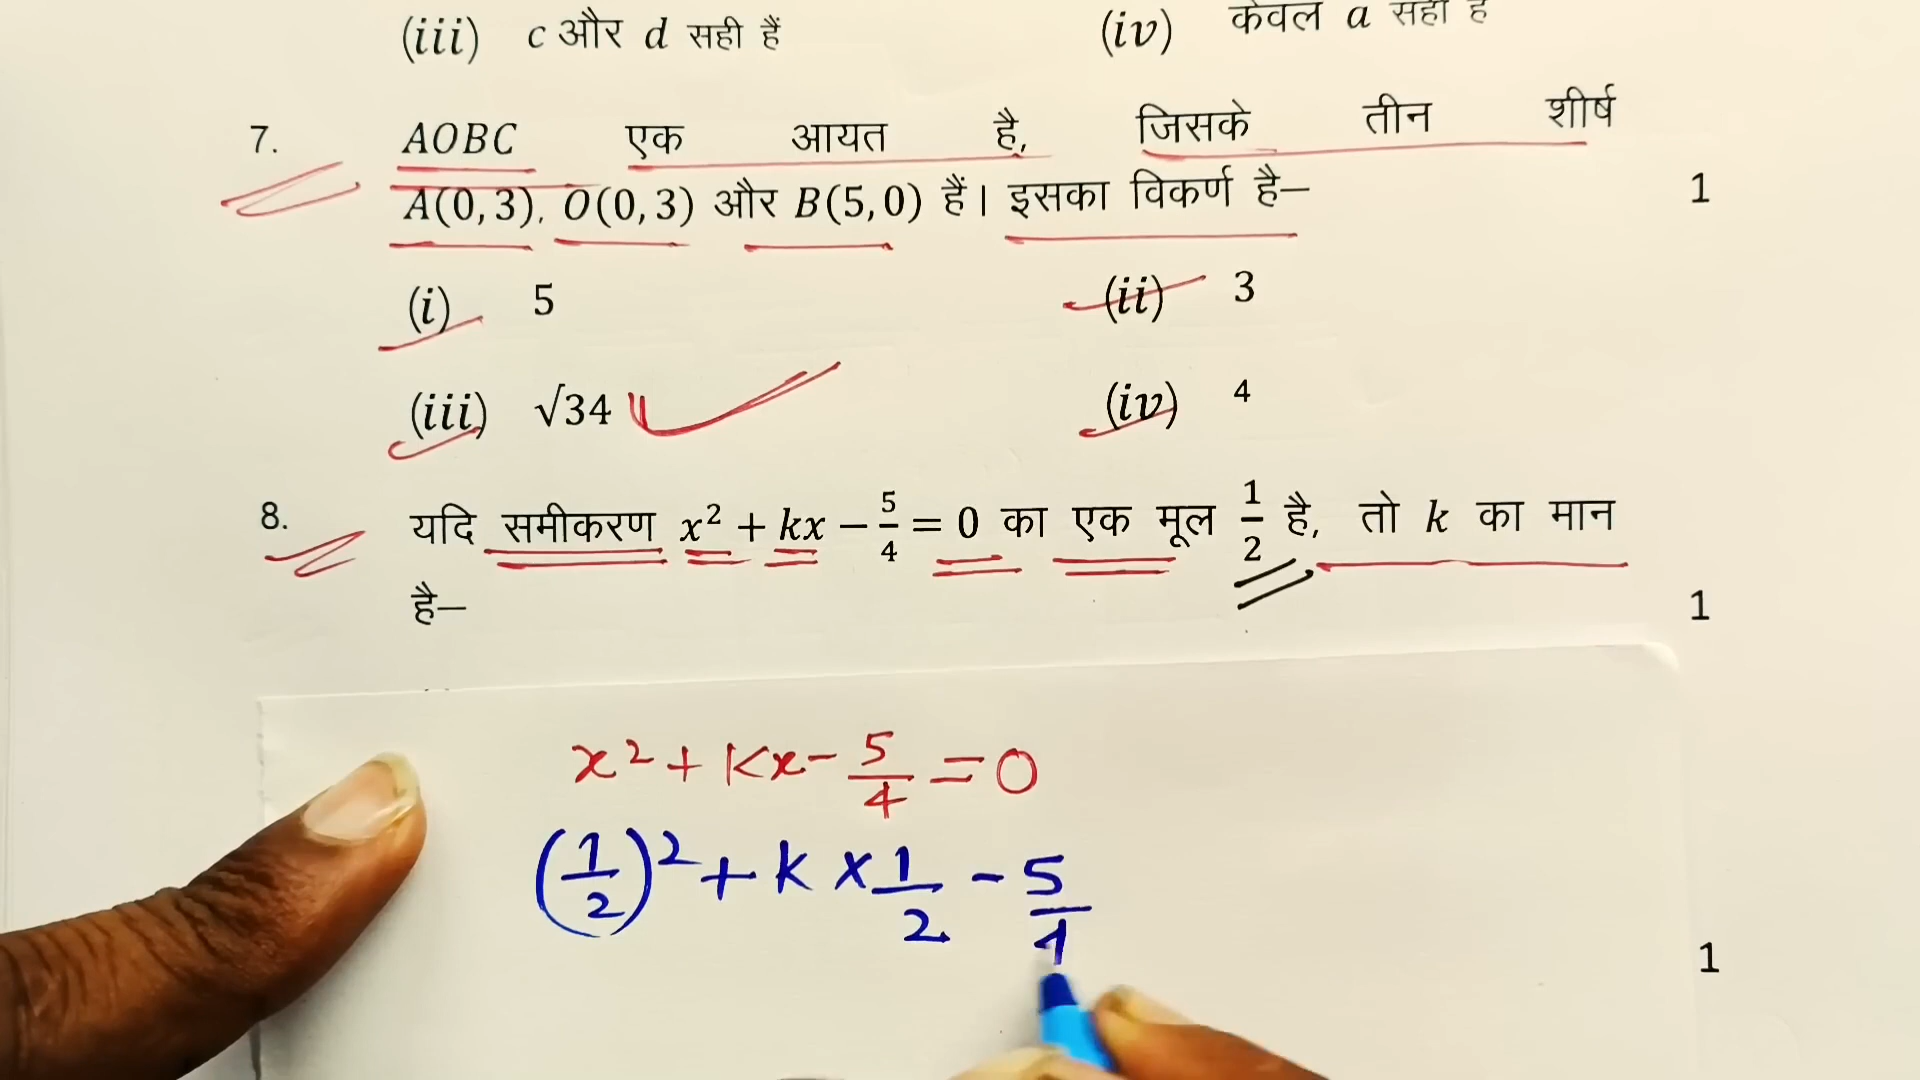 (iii) c और d सही हैं (iv) केवल a सही है
7. AOBC एक आयत है, जिसके तीन शीर्ष
A(0,3), O(0,3) और B(5,0) हैं। इसका विकर्ण है– 1
(i) 5 (ii) 3
(iii) √34 (iv) 4
8. यदि समीकरण x² + kx − 5/4 = 0 का एक मूल 1/2 है, तो k का मान
है– 1
x² + Kx − 5/4 = 0
(1/2)² + K × 1/2 − 5/4
1